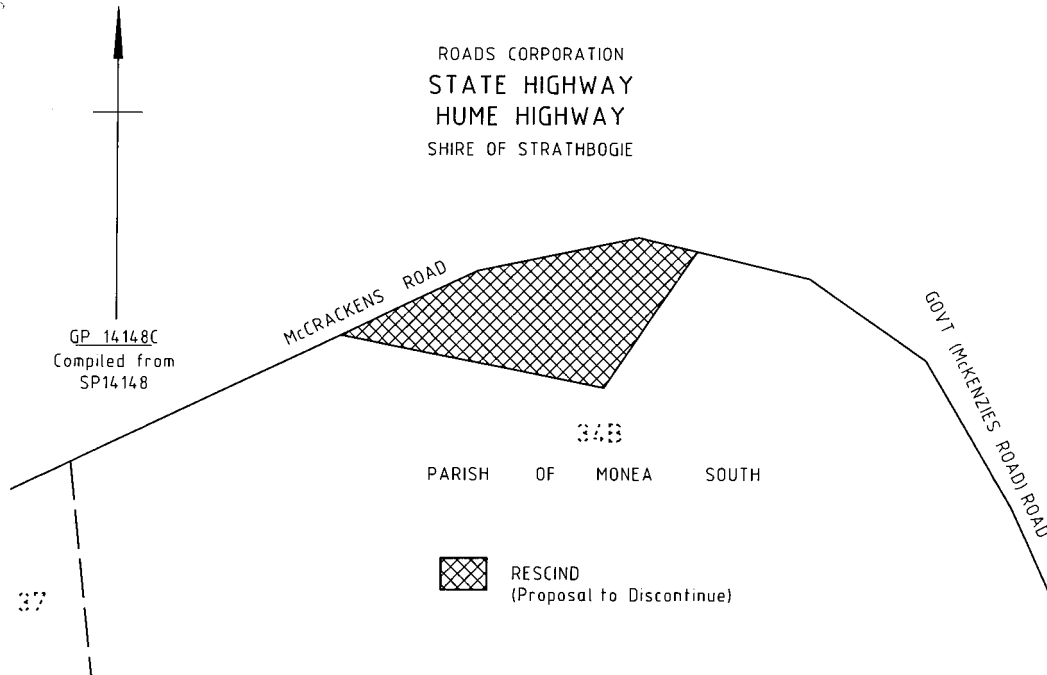 ROADS CORPORATION
STATE HIGHWAY
HUME HIGHWAY
SHIRE OF STRATHBOGIE
McCRACKENS ROAD
GOVT (McKENZIES ROAD) ROAD
GP 14148C
Compiled from
SP14148
34B
PARISH OF MONEA SOUTH
RESCIND
(Proposal to Discontinue)
37